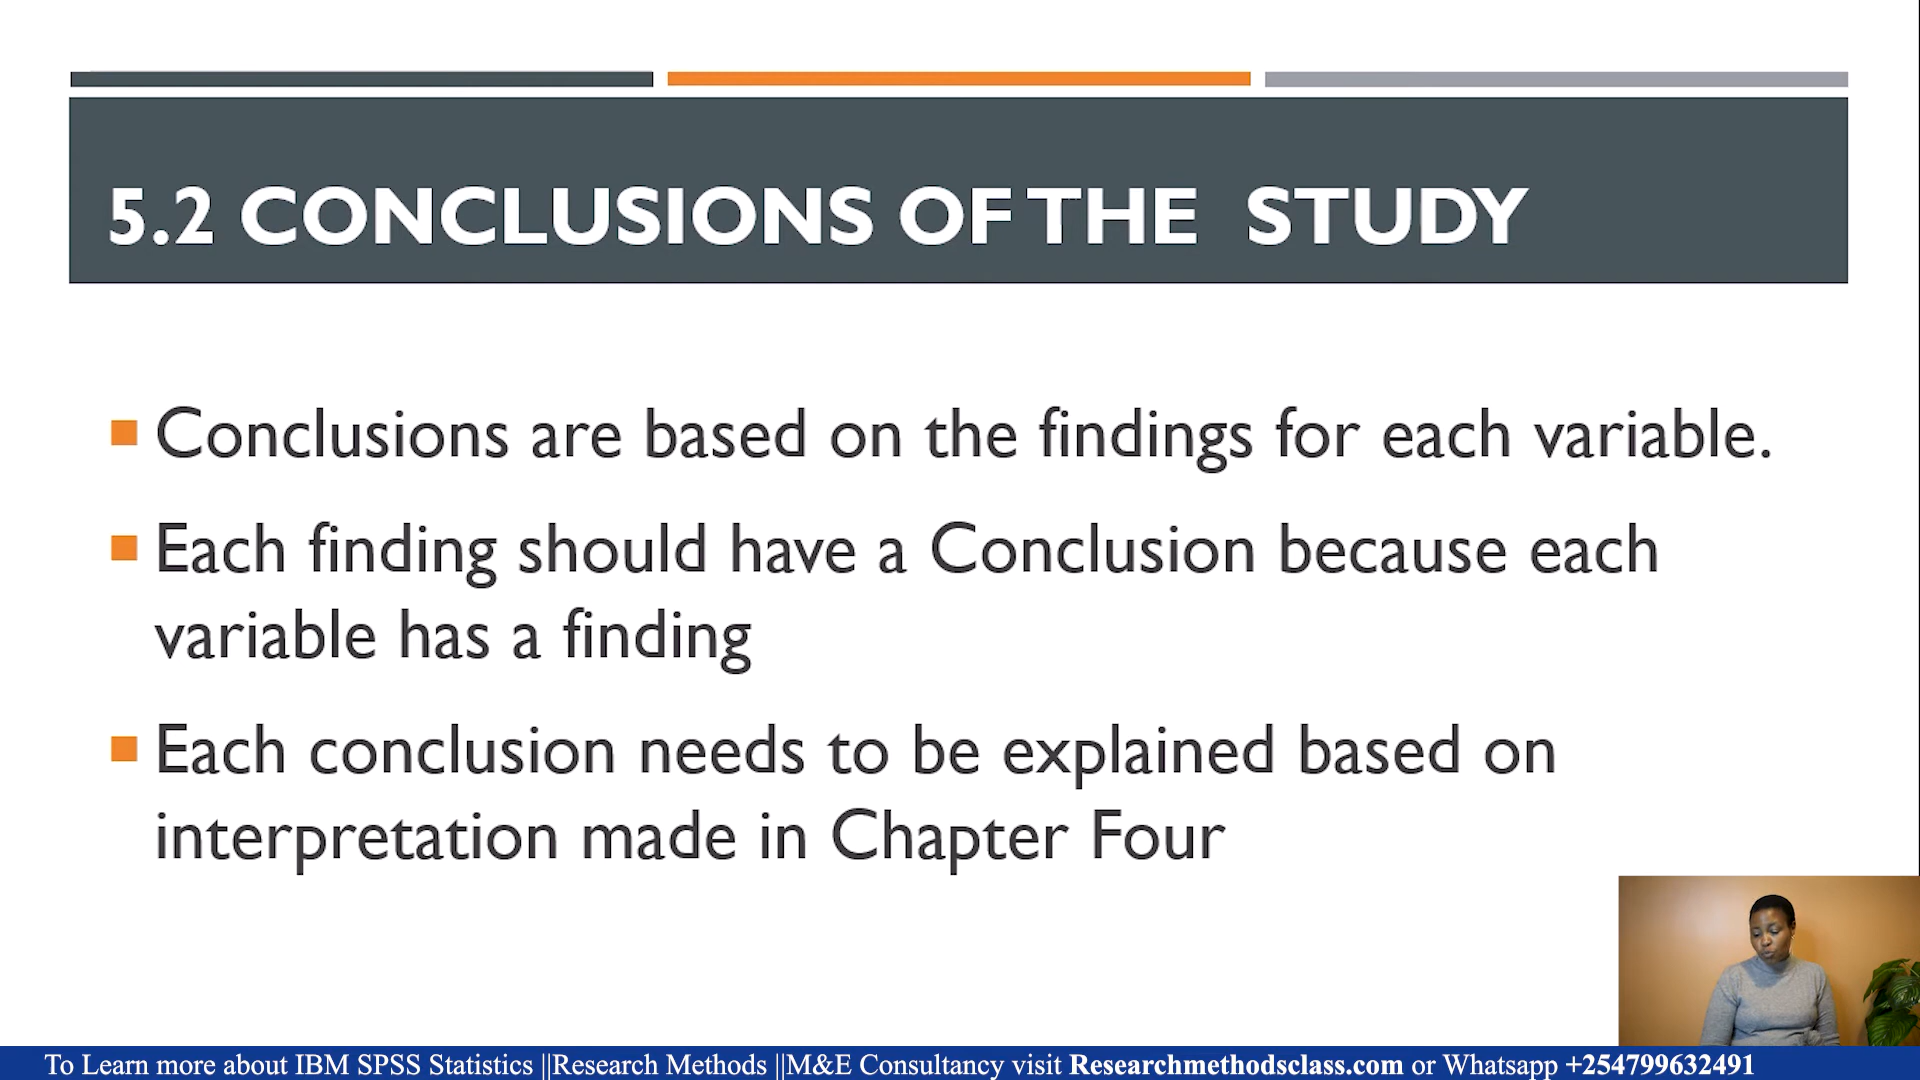 5.2 CONCLUSIONS OF THE STUDY
Conclusions are based on the findings for each variable.
Each finding should have a Conclusion because each
variable has a finding
Each conclusion needs to be explained based on
interpretation made in Chapter Four
To Learn more about IBM SPSS Statistics ||Research Methods ||M&E Consultancy visit Researchmethodsclass.com or Whatsapp +254799632491